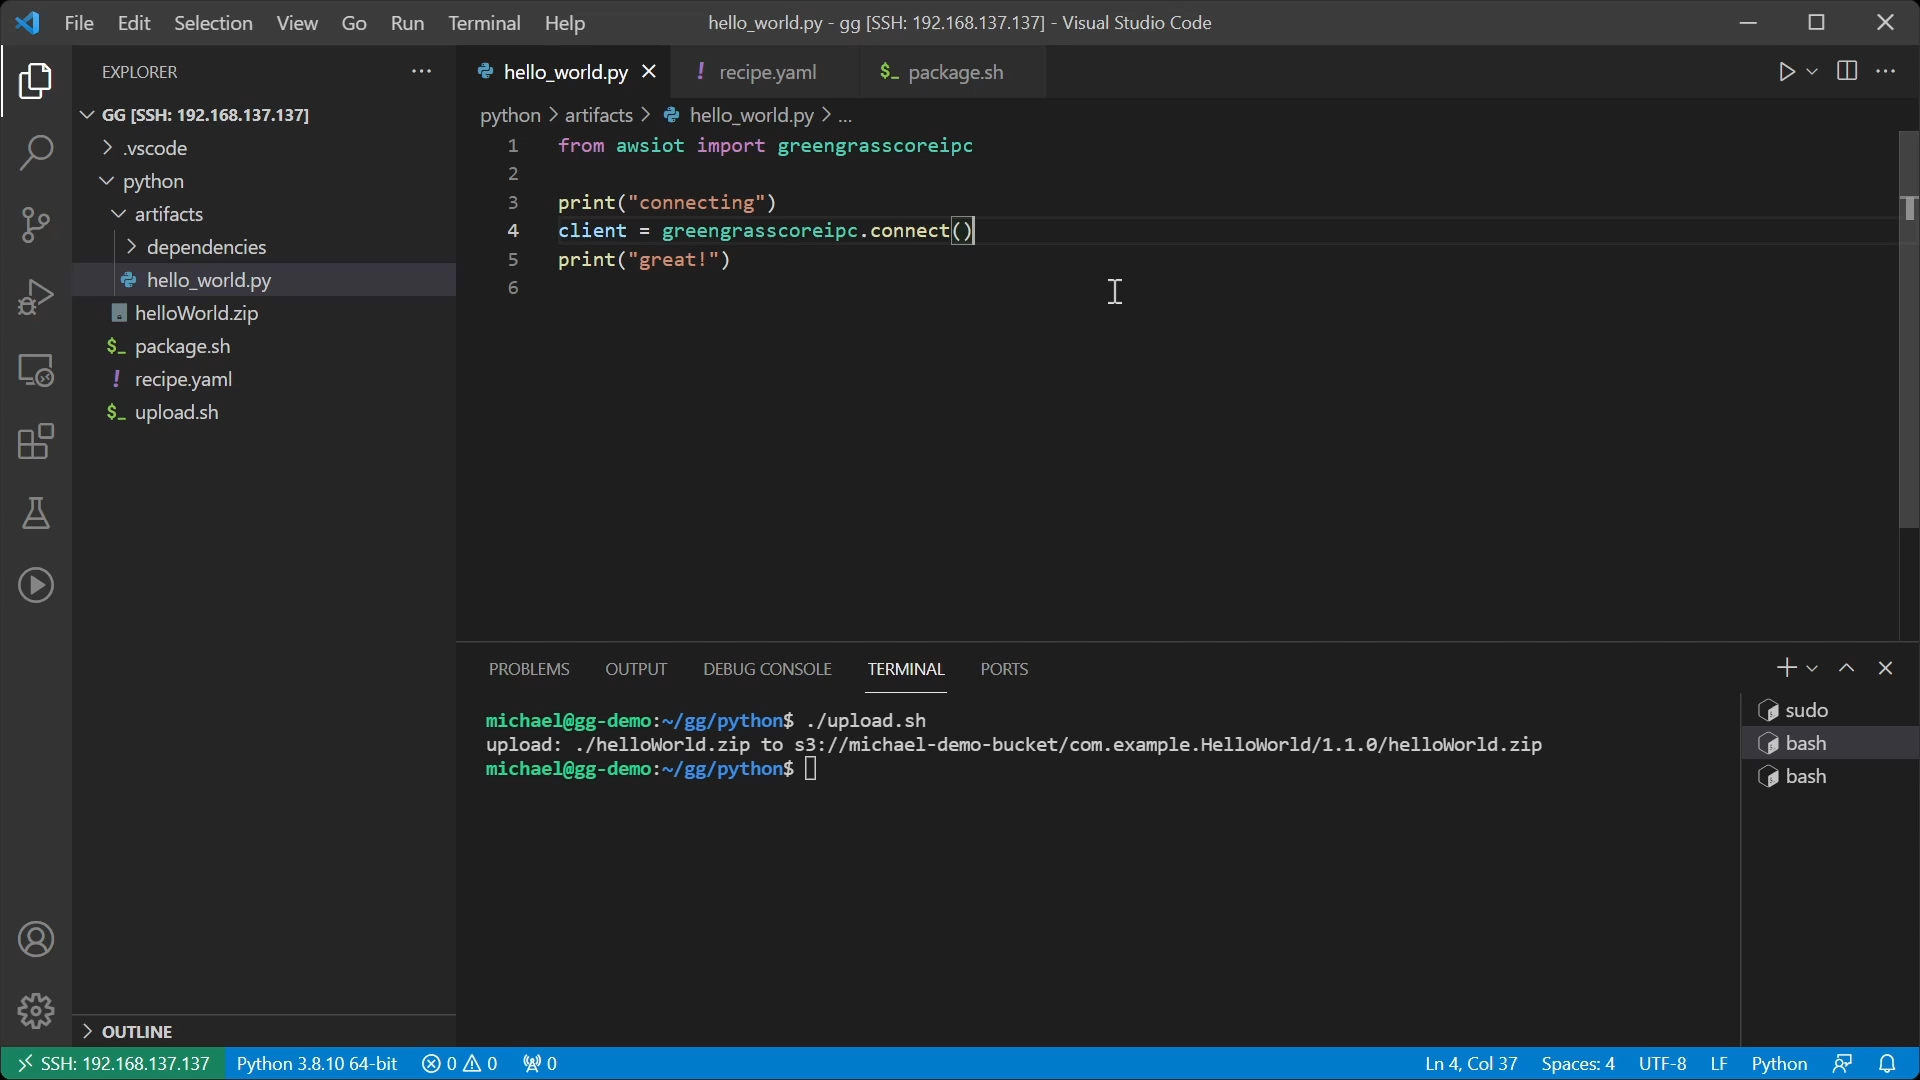 File Edit Selection View Go Run Terminal Help hello_world.py - gg [SSH: 192.168.137.137] - Visual Studio Code
EXPLORER
GG [SSH: 192.168.137.137]
.vscode
python
artifacts
dependencies
hello_world.py
helloWorld.zip
$_ package.sh
! recipe.yaml
$_ upload.sh
OUTLINE
hello_world.py ! recipe.yaml $_ package.sh
python > artifacts > hello_world.py > ...
1 from awsiot import greengrasscoreipc
2
3 print("connecting")
4 client = greengrasscoreipc.connect()
5 print("great!")
6
PROBLEMS OUTPUT DEBUG CONSOLE TERMINAL PORTS
michael@gg-demo:~/gg/python$ ./upload.sh
upload: ./helloWorld.zip to s3://michael-demo-bucket/com.example.HelloWorld/1.1.0/helloWorld.zip
michael@gg-demo:~/gg/python$
sudo
bash
bash
SSH: 192.168.137.137 Python 3.8.10 64-bit 0 0 0 Ln 4, Col 37 Spaces: 4 UTF-8 LF Python